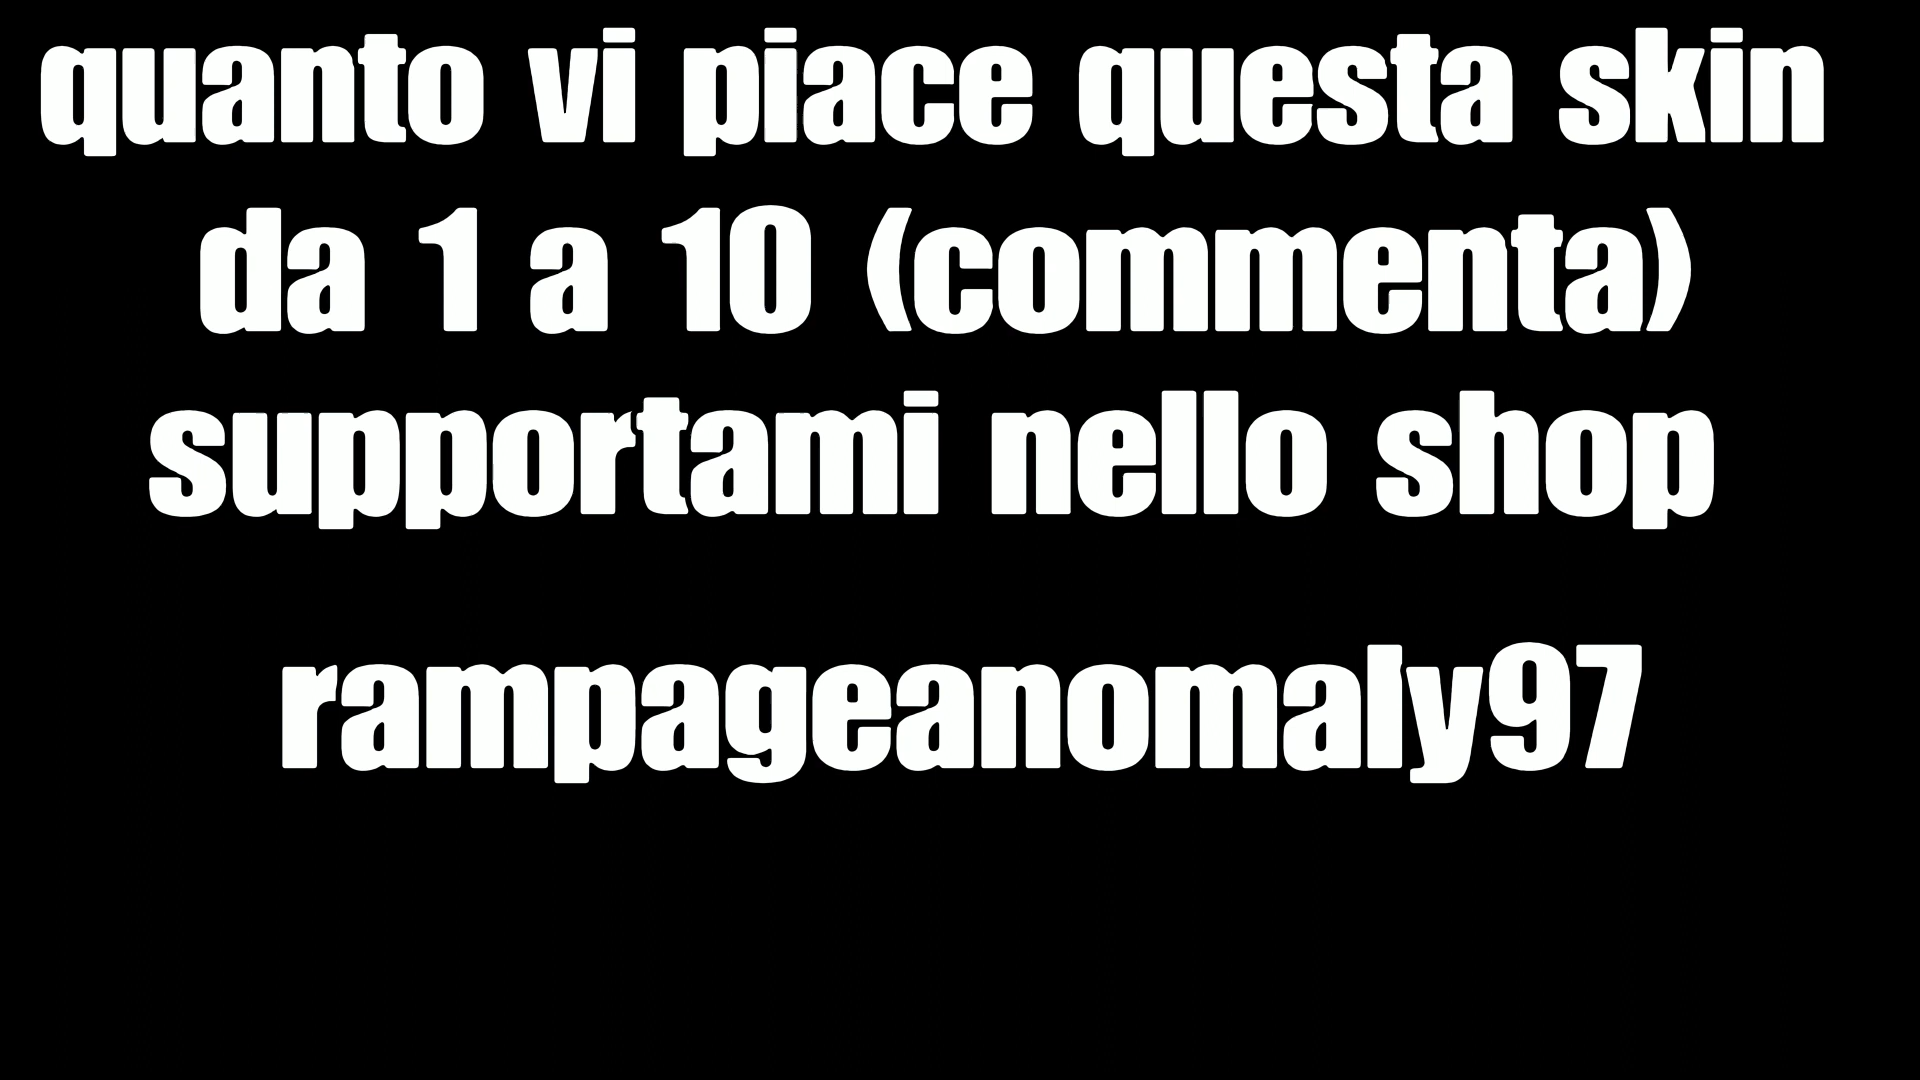 quanto vi piace questa skin
da 1 a 10 (commenta)
supportami nello shop
rampageanomaly97